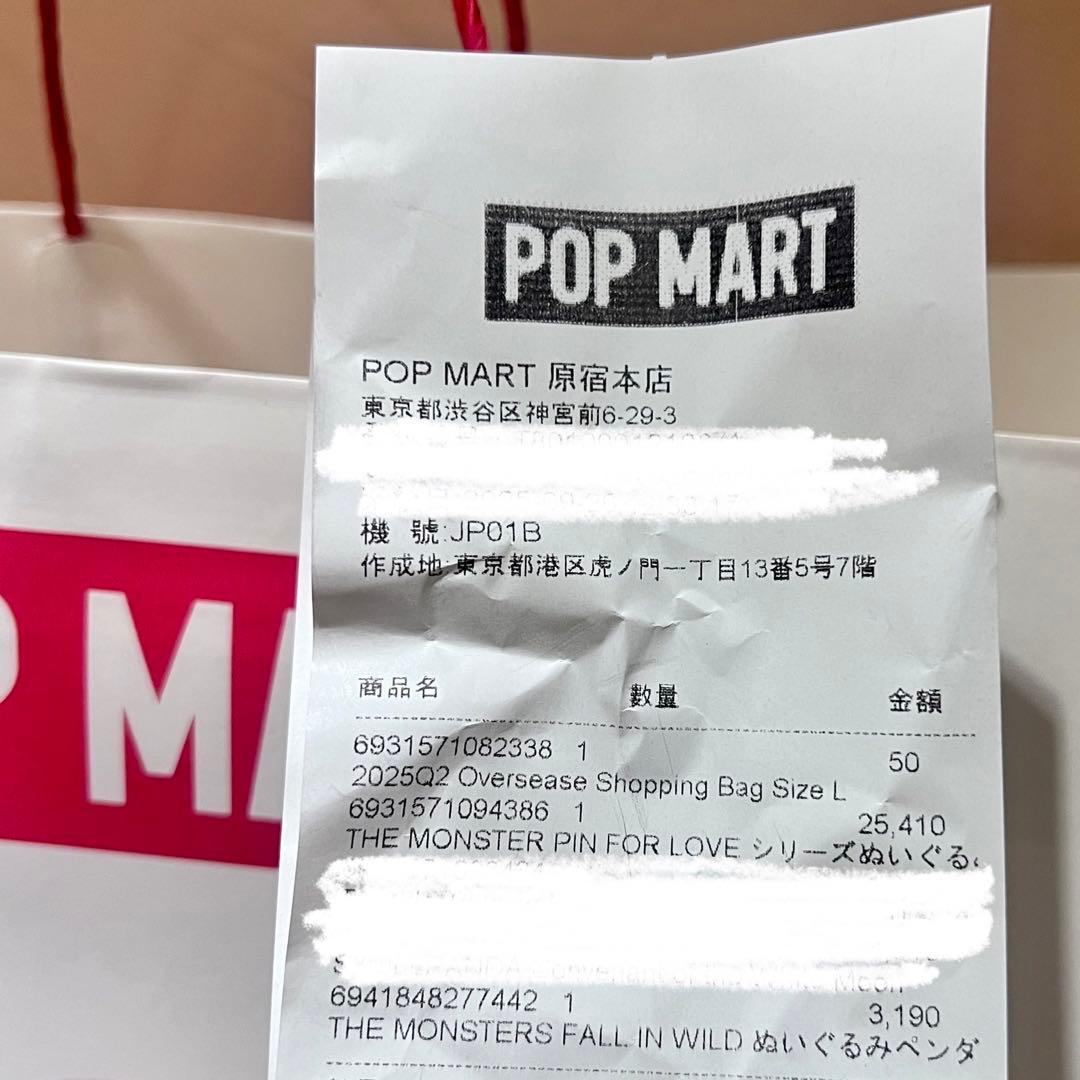 POP MART
POP MART 原宿本店
東京都渋谷区神宮前6-29-3
機 號:JP01B
作成地:東京都港区虎ノ門一丁目13番5号7階
商品名 数量 金額
6931571082338 1 50
2025Q2 Oversease Shopping Bag Size L
6931571094386 1 25,410
THE MONSTER PIN FOR LOVE シリーズぬいぐる
6941848277442 1 3,190
THE MONSTERS FALL IN WILD ぬいぐるみペンダ
P MA